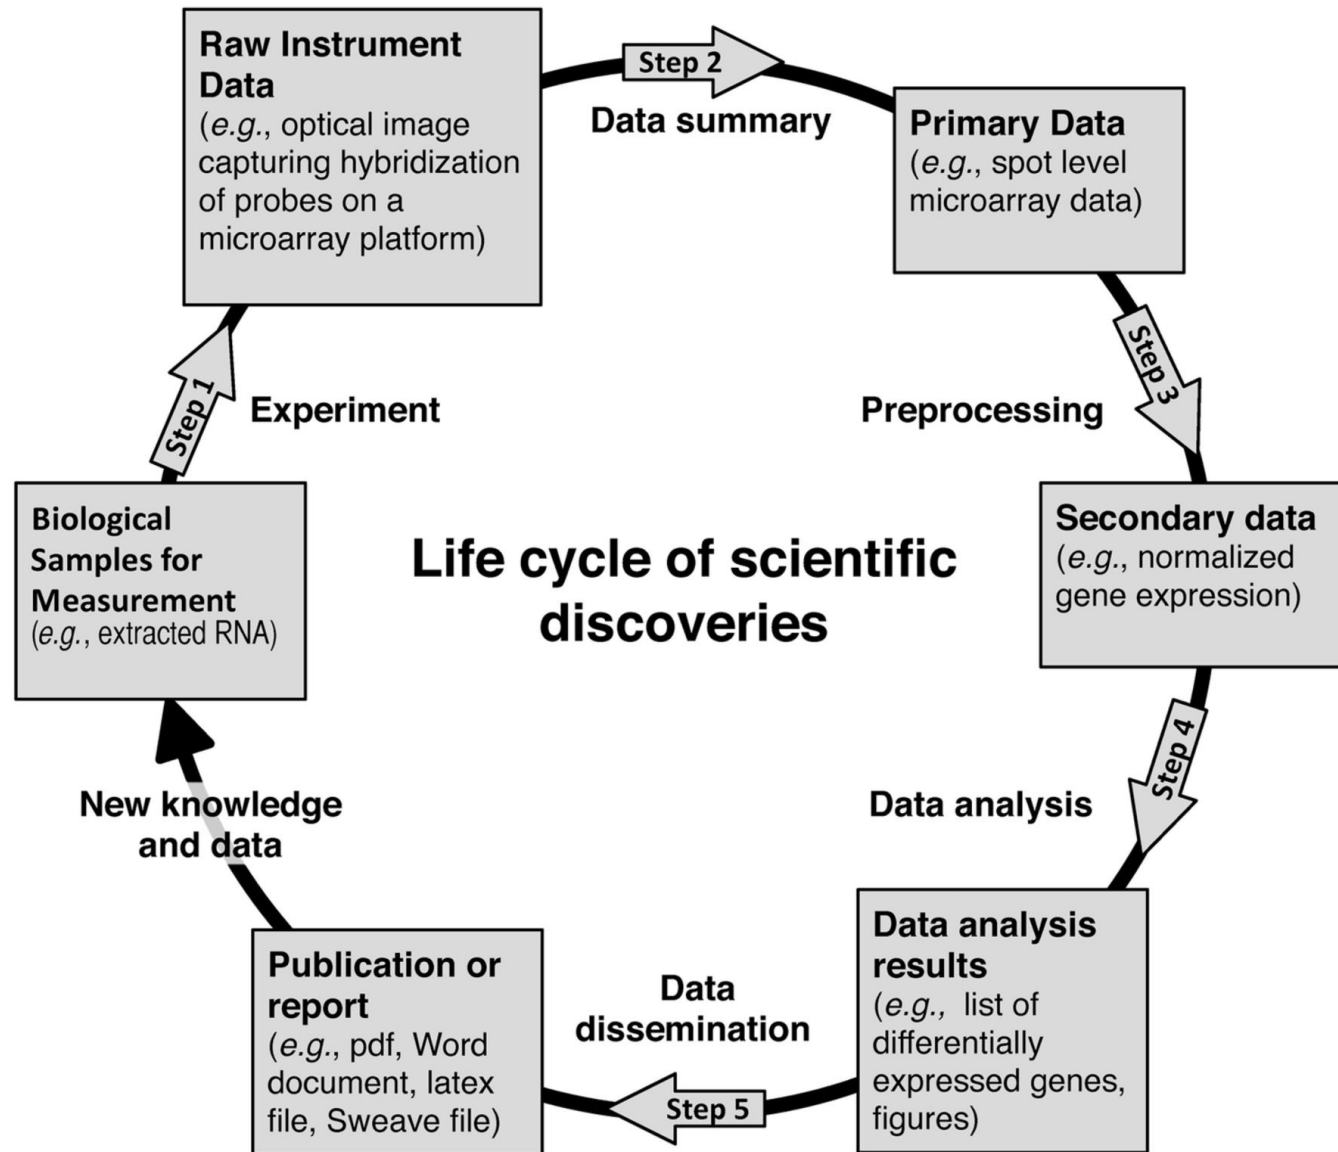 Raw Instrument
Data
(e.g., optical image
capturing hybridization
of probes on a
microarray platform)
Step 2
Data summary
Primary Data
(e.g., spot level
microarray data)
Step 1
Experiment
Step 3
Preprocessing
Biological
Samples for
Measurement
(e.g., extracted RNA)
Life cycle of scientific
discoveries
Secondary data
(e.g., normalized
gene expression)
Step 4
Data analysis
New knowledge
and data
Data analysis
results
(e.g., list of
differentially
expressed genes,
figures)
Data
dissemination
Step 5
Publication or
report
(e.g., pdf, Word
document, latex
file, Sweave file)